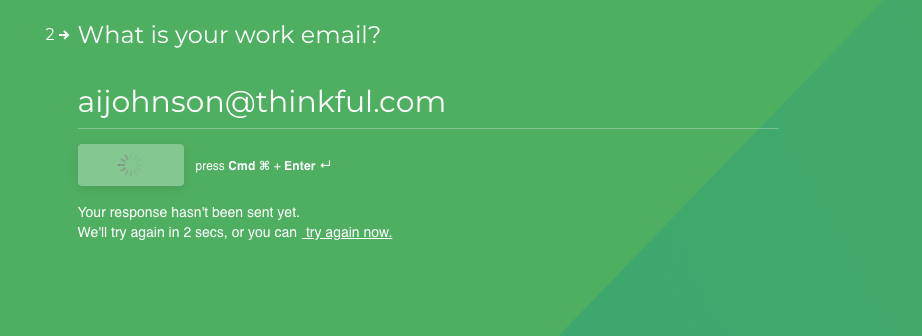 2→ What is your work email?
aijohnson@thinkful.com
press Cmd ⌘ + Enter ↵
Your response hasn't been sent yet.
We'll try again in 2 secs, or you can try again now.